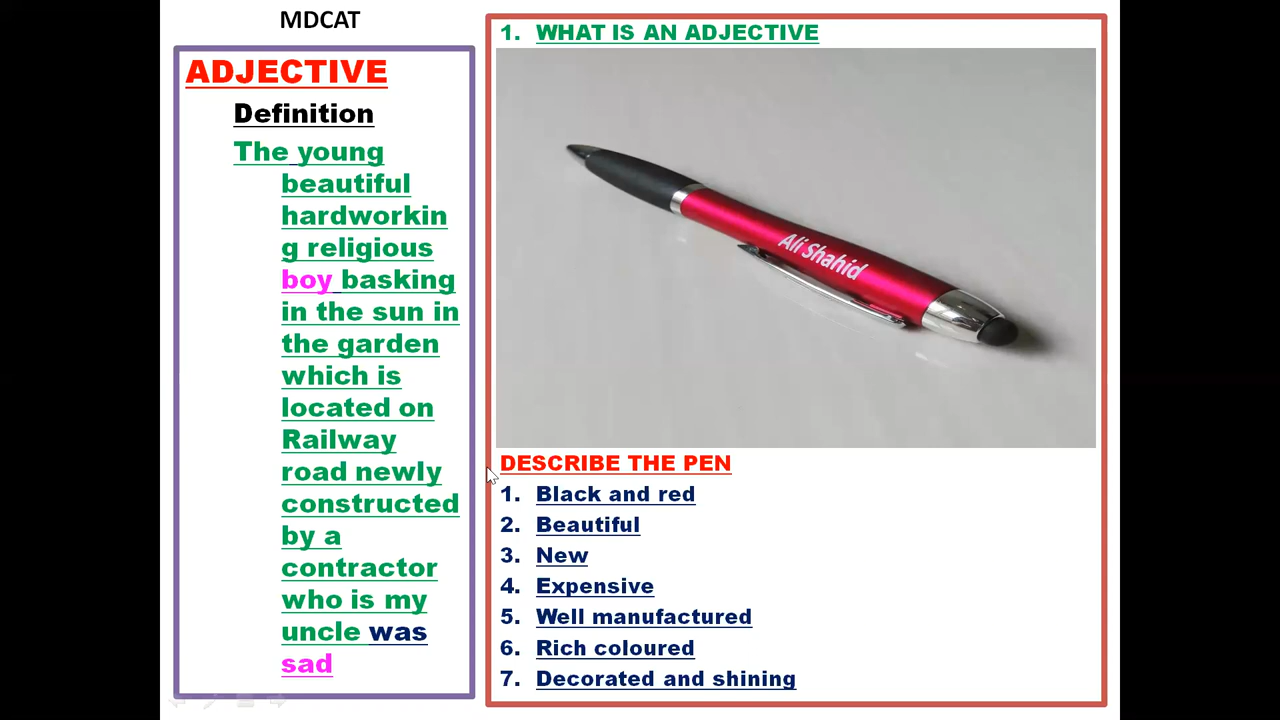 MDCAT
ADJECTIVE
Definition
The young
beautiful
hardworkin
g religious
boy basking
in the sun in
the garden
which is
located on
Railway
road newly
constructed
by a
contractor
who is my
uncle was
sad
1. WHAT IS AN ADJECTIVE
Ali Shahid
DESCRIBE THE PEN
1. Black and red
2. Beautiful
3. New
4. Expensive
5. Well manufactured
6. Rich coloured
7. Decorated and shining